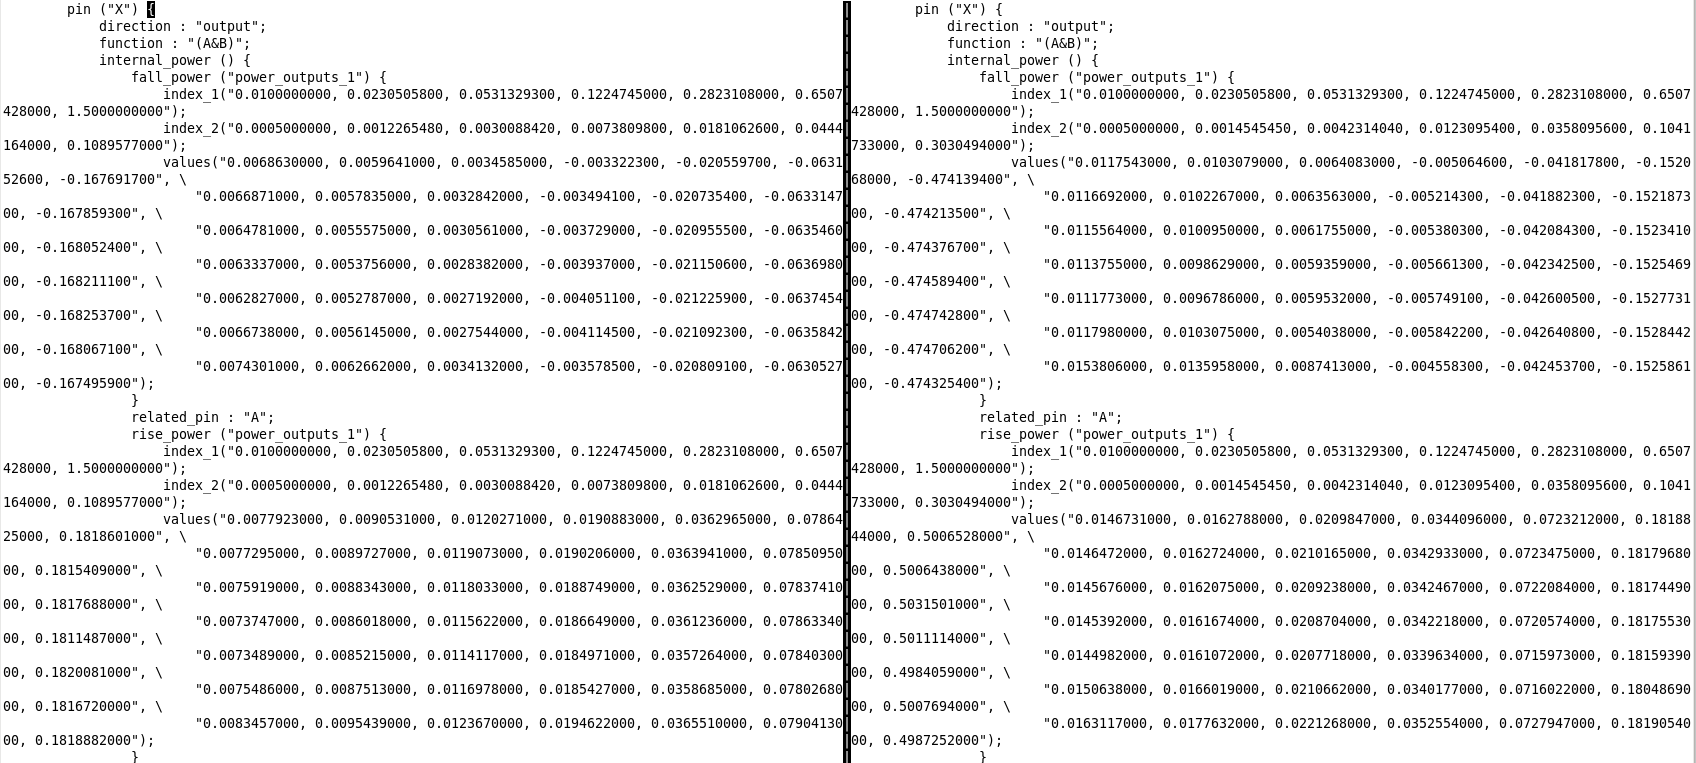 pin ("X") {
direction : "output";
function : "(A&B)";
internal_power () {
fall_power ("power_outputs_1") {
index_1("0.0100000000, 0.0230505800, 0.0531329300, 0.1224745000, 0.2823108000, 0.6507
428000, 1.5000000000");
index_2("0.0005000000, 0.0012265480, 0.0030088420, 0.0073809800, 0.0181062600, 0.0444
164000, 0.1089577000");
values("0.0068630000, 0.0059641000, 0.0034585000, -0.003322300, -0.020559700, -0.0631
52600, -0.167691700", \
"0.0066871000, 0.0057835000, 0.0032842000, -0.003494100, -0.020735400, -0.0633147
00, -0.167859300", \
"0.0064781000, 0.0055575000, 0.0030561000, -0.003729000, -0.020955500, -0.0635460
00, -0.168052400", \
"0.0063337000, 0.0053756000, 0.0028382000, -0.003937000, -0.021150600, -0.0636980
00, -0.168211100", \
"0.0062827000, 0.0052787000, 0.0027192000, -0.004051100, -0.021225900, -0.0637454
00, -0.168253700", \
"0.0066738000, 0.0056145000, 0.0027544000, -0.004114500, -0.021092300, -0.0635842
00, -0.168067100", \
"0.0074301000, 0.0062662000, 0.0034132000, -0.003578500, -0.020809100, -0.0630527
00, -0.167495900");
}
related_pin : "A";
rise_power ("power_outputs_1") {
index_1("0.0100000000, 0.0230505800, 0.0531329300, 0.1224745000, 0.2823108000, 0.6507
428000, 1.5000000000");
index_2("0.0005000000, 0.0012265480, 0.0030088420, 0.0073809800, 0.0181062600, 0.0444
164000, 0.1089577000");
values("0.0077923000, 0.0090531000, 0.0120271000, 0.0190883000, 0.0362965000, 0.07864
25000, 0.1818601000", \
"0.0077295000, 0.0089727000, 0.0119073000, 0.0190206000, 0.0363941000, 0.07850950
00, 0.1815409000", \
"0.0075919000, 0.0088343000, 0.0118033000, 0.0188749000, 0.0362529000, 0.07837410
00, 0.1817688000", \
"0.0073747000, 0.0086018000, 0.0115622000, 0.0186649000, 0.0361236000, 0.07863340
00, 0.1811487000", \
"0.0073489000, 0.0085215000, 0.0114117000, 0.0184971000, 0.0357264000, 0.07840300
00, 0.1820081000", \
"0.0075486000, 0.0087513000, 0.0116978000, 0.0185427000, 0.0358685000, 0.07802680
00, 0.1816720000", \
"0.0083457000, 0.0095439000, 0.0123670000, 0.0194622000, 0.0365510000, 0.07904130
00, 0.1818882000");
}
pin ("X") {
direction : "output";
function : "(A&B)";
internal_power () {
fall_power ("power_outputs_1") {
index_1("0.0100000000, 0.0230505800, 0.0531329300, 0.1224745000, 0.2823108000, 0.6507
428000, 1.5000000000");
index_2("0.0005000000, 0.0014545450, 0.0042314040, 0.0123095400, 0.0358095600, 0.1041
733000, 0.3030494000");
values("0.0117543000, 0.0103079000, 0.0064083000, -0.005064600, -0.041817800, -0.1520
68000, -0.474139400", \
"0.0116692000, 0.0102267000, 0.0063563000, -0.005214300, -0.041882300, -0.1521873
00, -0.474213500", \
"0.0115564000, 0.0100950000, 0.0061755000, -0.005380300, -0.042084300, -0.1523410
00, -0.474376700", \
"0.0113755000, 0.0098629000, 0.0059359000, -0.005661300, -0.042342500, -0.1525469
00, -0.474589400", \
"0.0111773000, 0.0096786000, 0.0059532000, -0.005749100, -0.042600500, -0.1527731
00, -0.474742800", \
"0.0117980000, 0.0103075000, 0.0054038000, -0.005842200, -0.042640800, -0.1528442
00, -0.474706200", \
"0.0153806000, 0.0135958000, 0.0087413000, -0.004558300, -0.042453700, -0.1525861
00, -0.474325400");
}
related_pin : "A";
rise_power ("power_outputs_1") {
index_1("0.0100000000, 0.0230505800, 0.0531329300, 0.1224745000, 0.2823108000, 0.6507
428000, 1.5000000000");
index_2("0.0005000000, 0.0014545450, 0.0042314040, 0.0123095400, 0.0358095600, 0.1041
733000, 0.3030494000");
values("0.0146731000, 0.0162788000, 0.0209847000, 0.0344096000, 0.0723212000, 0.18188
44000, 0.5006528000", \
"0.0146472000, 0.0162724000, 0.0210165000, 0.0342933000, 0.0723475000, 0.18179680
00, 0.5006438000", \
"0.0145676000, 0.0162075000, 0.0209238000, 0.0342467000, 0.0722084000, 0.18174490
00, 0.5031501000", \
"0.0145392000, 0.0161674000, 0.0208704000, 0.0342218000, 0.0720574000, 0.18175530
00, 0.5011114000", \
"0.0144982000, 0.0161072000, 0.0207718000, 0.0339634000, 0.0715973000, 0.18159390
00, 0.4984059000", \
"0.0150638000, 0.0166019000, 0.0210662000, 0.0340177000, 0.0716022000, 0.18048690
00, 0.5007694000", \
"0.0163117000, 0.0177632000, 0.0221268000, 0.0352554000, 0.0727947000, 0.18190540
00, 0.4987252000");
}